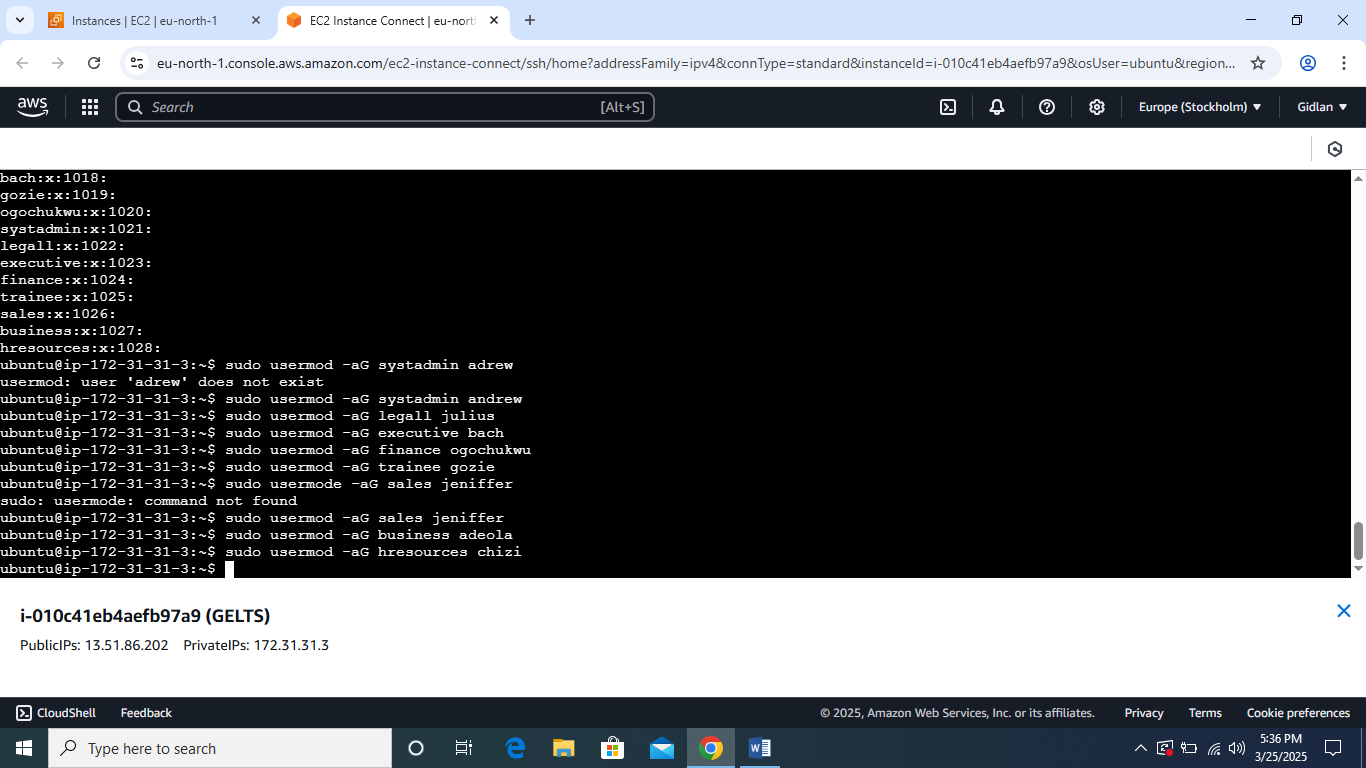 Instances | EC2 | eu-north-1
EC2 Instance Connect | eu-nort
eu-north-1.console.aws.amazon.com/ec2-instance-connect/ssh/home?addressFamily=ipv4&connType=standard&instanceId=i-010c41eb4aefb97a9&osUser=ubuntu&region...
aws
Search
[Alt+S]
Europe (Stockholm)
Gidlan
bach:x:1018:
gozie:x:1019:
ogochukwu:x:1020:
systadmin:x:1021:
legall:x:1022:
executive:x:1023:
finance:x:1024:
trainee:x:1025:
sales:x:1026:
business:x:1027:
hresources:x:1028:
ubuntu@ip-172-31-31-3:~$ sudo usermod -aG systadmin adrew
usermod: user 'adrew' does not exist
ubuntu@ip-172-31-31-3:~$ sudo usermod -aG systadmin andrew
ubuntu@ip-172-31-31-3:~$ sudo usermod -aG legall julius
ubuntu@ip-172-31-31-3:~$ sudo usermod -aG executive bach
ubuntu@ip-172-31-31-3:~$ sudo usermod -aG finance ogochukwu
ubuntu@ip-172-31-31-3:~$ sudo usermod -aG trainee gozie
ubuntu@ip-172-31-31-3:~$ sudo usermode -aG sales jeniffer
sudo: usermode: command not found
ubuntu@ip-172-31-31-3:~$ sudo usermod -aG sales jeniffer
ubuntu@ip-172-31-31-3:~$ sudo usermod -aG business adeola
ubuntu@ip-172-31-31-3:~$ sudo usermod -aG hresources chizi
ubuntu@ip-172-31-31-3:~$
i-010c41eb4aefb97a9 (GELTS)
PublicIPs: 13.51.86.202 PrivateIPs: 172.31.31.3
CloudShell
Feedback
© 2025, Amazon Web Services, Inc. or its affiliates.
Privacy
Terms
Cookie preferences
Type here to search
5:36 PM
3/25/2025